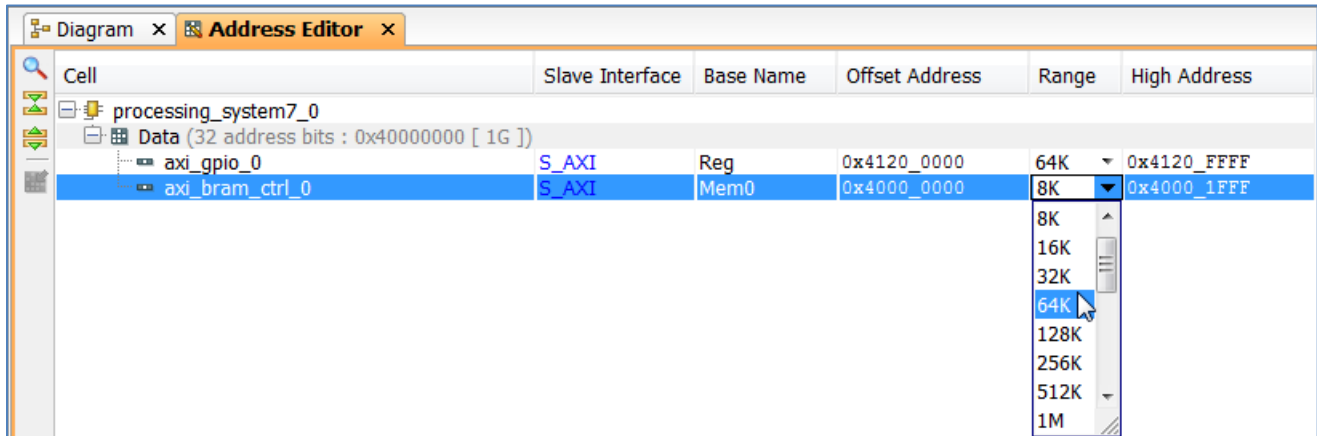 Diagram × Address Editor ×
Cell Slave Interface Base Name Offset Address Range High Address
processing_system7_0
Data (32 address bits : 0x40000000 [ 1G ])
axi_gpio_0 S_AXI Reg 0x4120_0000 64K 0x4120_FFFF
axi_bram_ctrl_0 S_AXI Mem0 0x4000_0000 8K 0x4000_1FFF
8K
16K
32K
64K
128K
256K
512K
1M